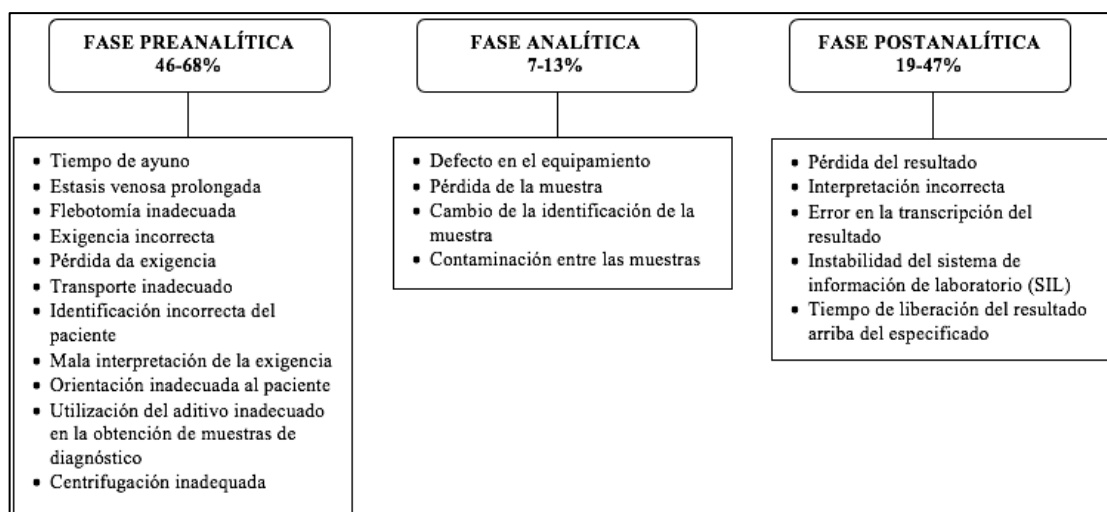 FASE PREANALÍTICA
46-68%
• Tiempo de ayuno
• Estasis venosa prolongada
• Flebotomía inadecuada
• Exigencia incorrecta
• Pérdida da exigencia
• Transporte inadecuado
• Identificación incorrecta del
paciente
• Mala interpretación de la exigencia
• Orientación inadecuada al paciente
• Utilización del aditivo inadecuado
en la obtención de muestras de
diagnóstico
• Centrifugación inadequada
FASE ANALÍTICA
7-13%
• Defecto en el equipamiento
• Pérdida de la muestra
• Cambio de la identificación de la
muestra
• Contaminación entre las muestras
FASE POSTANALÍTICA
19-47%
• Pérdida del resultado
• Interpretación incorrecta
• Error en la transcripción del
resultado
• Instabilidad del sistema de
información de laboratorio (SIL)
• Tiempo de liberación del resultado
arriba del especificado